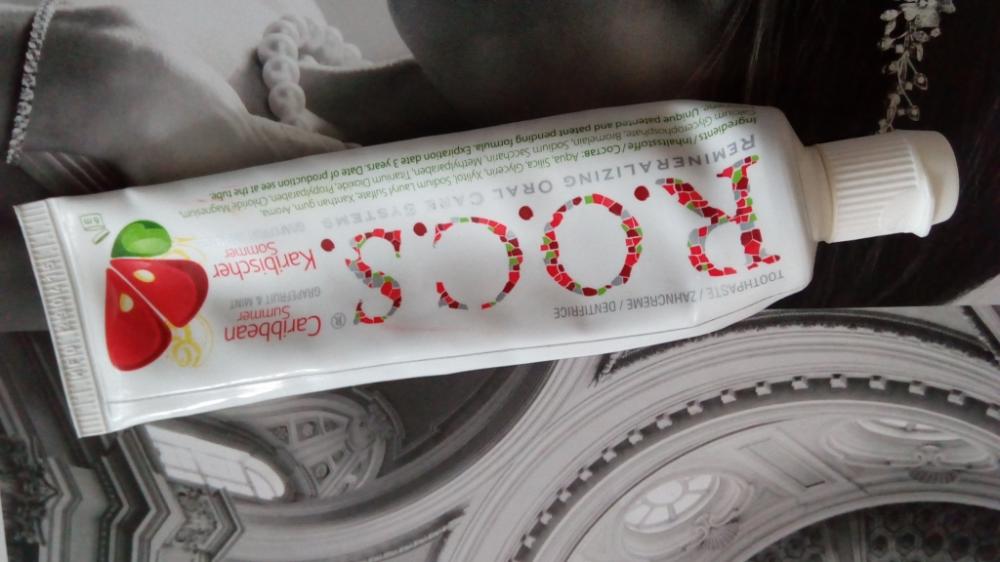 TOOTHPASTE / ZAHNCREME / DENTIFRICE
R.O.C.S.®
REMINERALIZING ORAL CARE SYSTEMS
Caribbean
Summer
GRAPEFRUIT & MINT
Karibischer
Sommer
Ingredients / Inhaltsstoffe / Состав: Aqua, Silica, Glycerin, Xylitol, Sodium Lauryl Sulfate, Xanthan gum, Aroma,
Calcium Glycerophosphate, Bromelain, Sodium Saccharin, Methylparaben, Titanium Dioxide, Propylparaben, Chloride Magnesium,
Unique patented and patent pending formula. Expiration date 3 years. Date of production see at the tube.